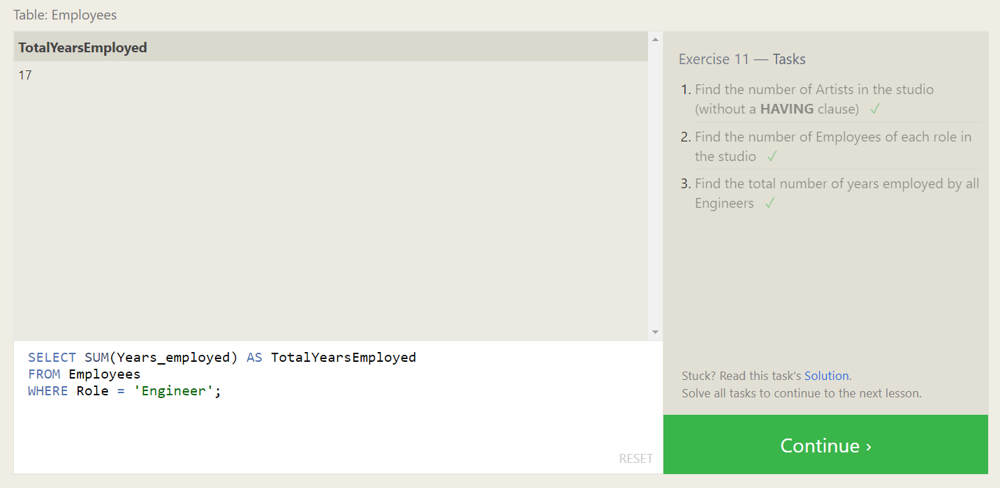 Table: Employees
TotalYearsEmployed
17
SELECT SUM(Years_employed) AS TotalYearsEmployed
FROM Employees
WHERE Role = 'Engineer';
RESET
Exercise 11 — Tasks
1. Find the number of Artists in the studio
(without a HAVING clause) ✓
2. Find the number of Employees of each role in
the studio ✓
3. Find the total number of years employed by all
Engineers ✓
Stuck? Read this task's Solution.
Solve all tasks to continue to the next lesson.
Continue ›